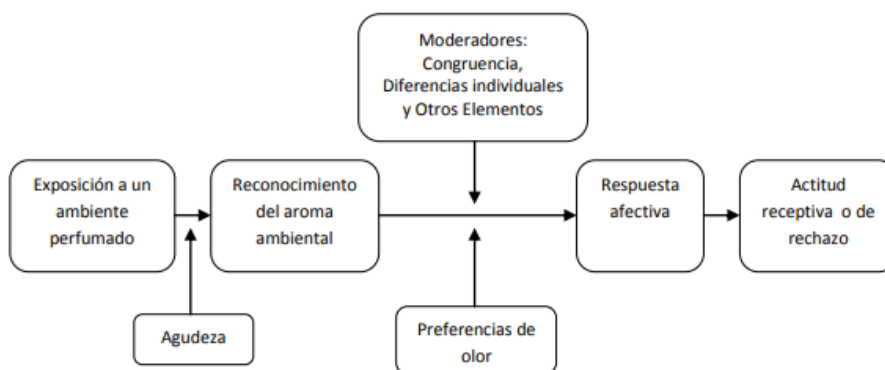 Moderadores:
Congruencia,
Diferencias individuales
y Otros Elementos
Exposición a un
ambiente
perfumado
Reconocimiento
del aroma
ambiental
Respuesta
afectiva
Actitud
receptiva o de
rechazo
Agudeza
Preferencias de
olor